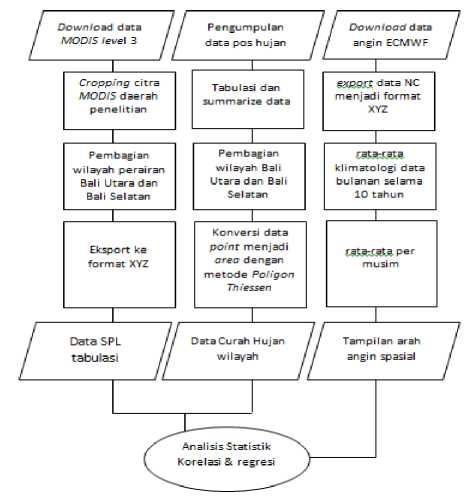 Download data
MODIS level 3
Cropping citra
MODIS daerah
penelitian
Pembagian
wilayah perairan
Bali Utara dan
Bali Selatan
Eksport ke
format XYZ
Data SPL
tabulasi
Pengumpulan
data pos hujan
Tabulasi dan
summarize data
Pembagian
wilayah Bali
Utara dan Bali
Selatan
Konversi data
point menjadi
area dengan
metode Poligon
Thiessen
Data Curah Hujan
wilayah
Download data
angin ECMWF
export data NC
menjadi format
XYZ
rata-rata
klimatologi data
bulanan selama
10 tahun
rata-rata per
musim
Tampilan arah
angin spasial
Analisis Statistik
Korelasi & regresi